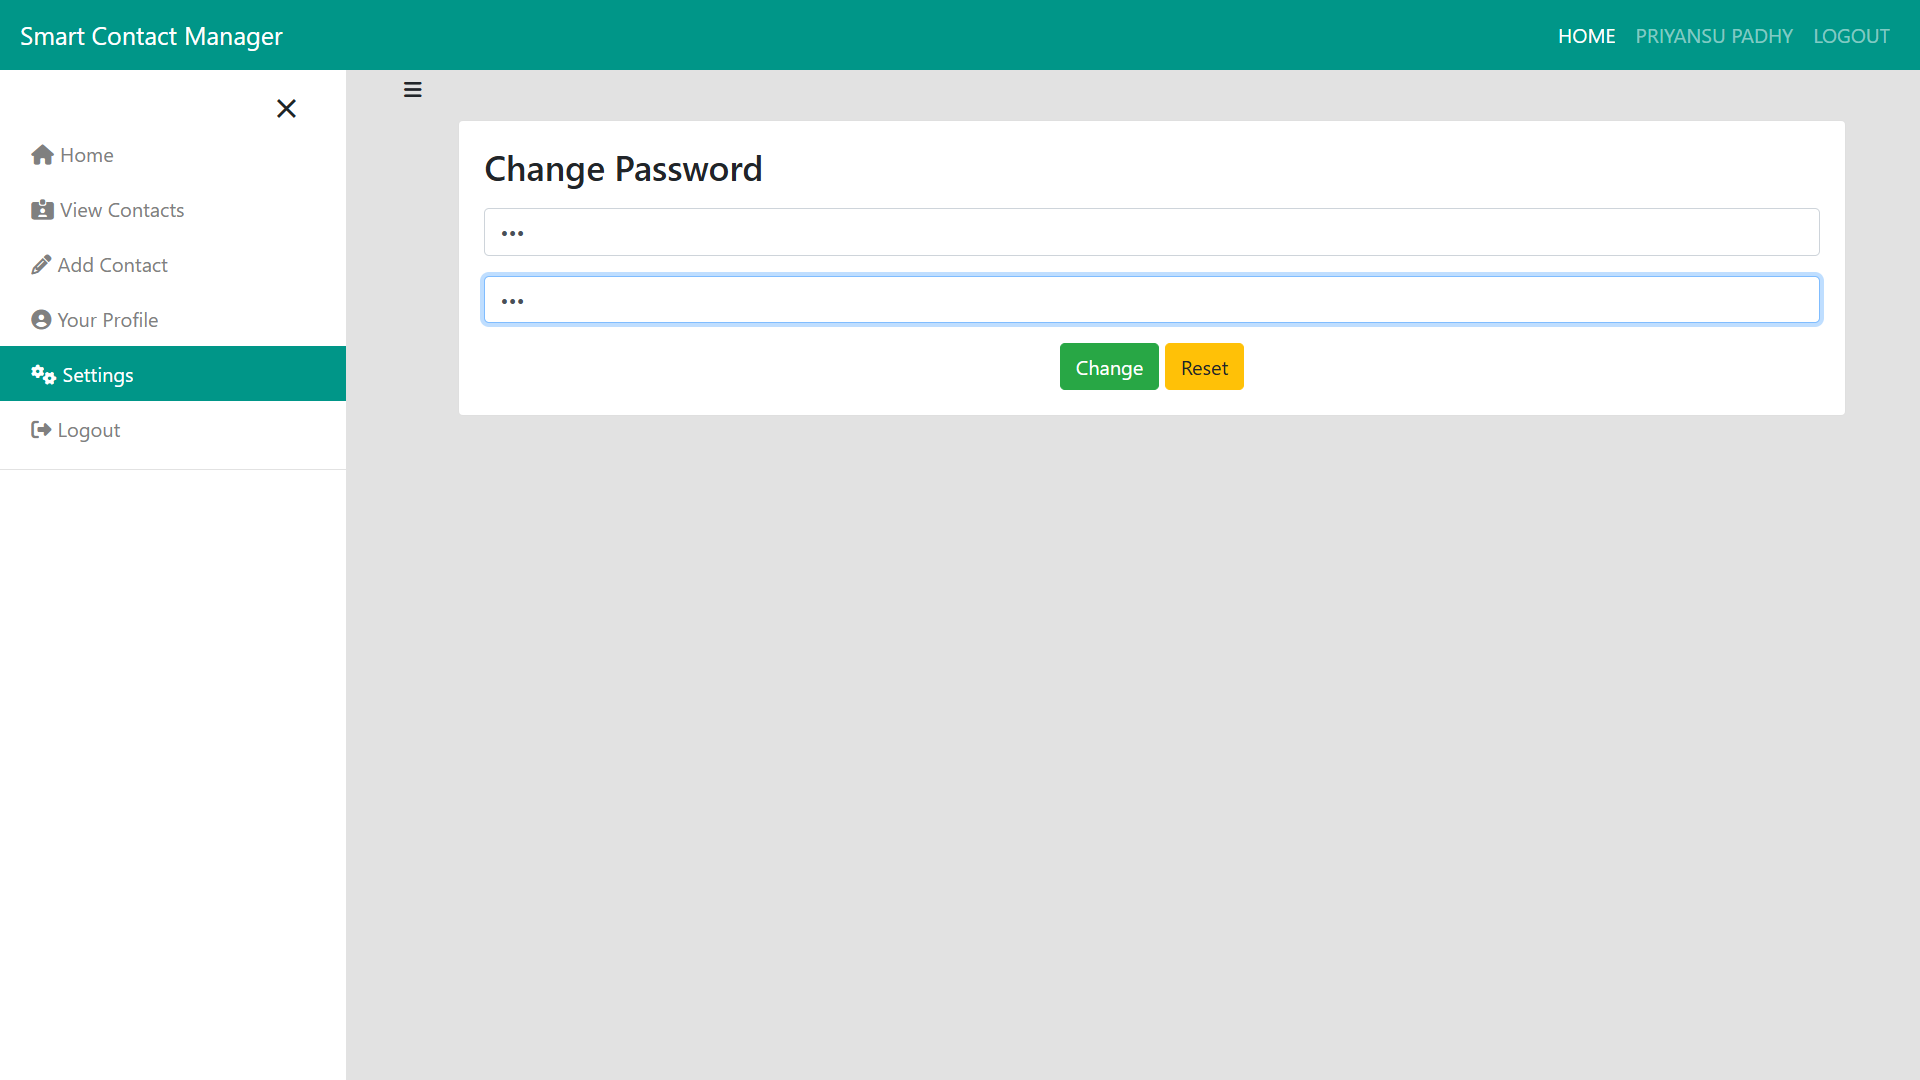 Smart Contact Manager
HOME PRIYANSU PADHY LOGOUT
Home
View Contacts
Add Contact
Your Profile
Settings
Logout
Change Password
•••
•••
Change Reset